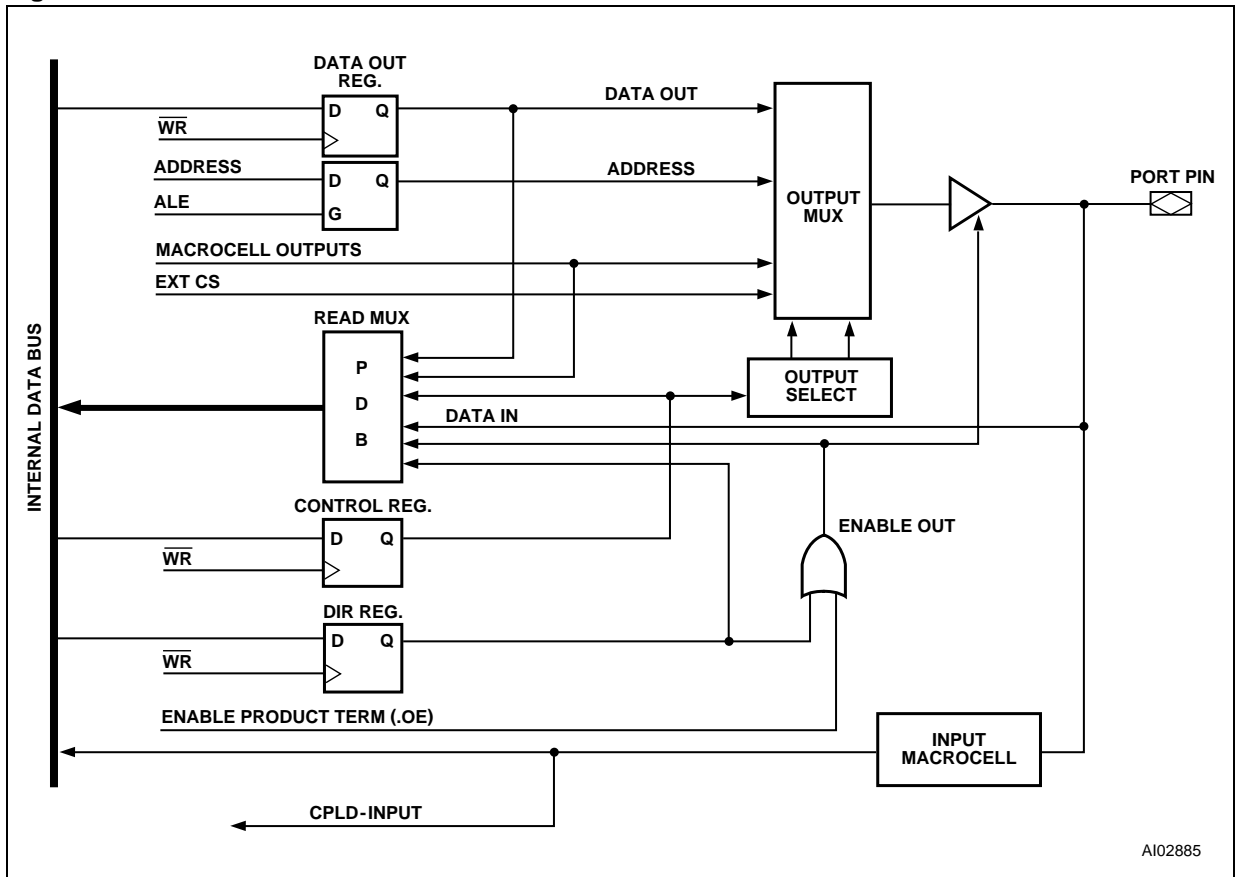 DATA OUT
REG.
D Q
DATA OUT
WR
ADDRESS
D Q
ADDRESS
ALE
G
OUTPUT
MUX
PORT PIN
MACROCELL OUTPUTS
EXT CS
READ MUX
P
D
B
OUTPUT
SELECT
DATA IN
INTERNAL DATA BUS
CONTROL REG.
D Q
WR
ENABLE OUT
DIR REG.
D Q
WR
ENABLE PRODUCT TERM (.OE)
INPUT
MACROCELL
CPLD-INPUT
AI02885